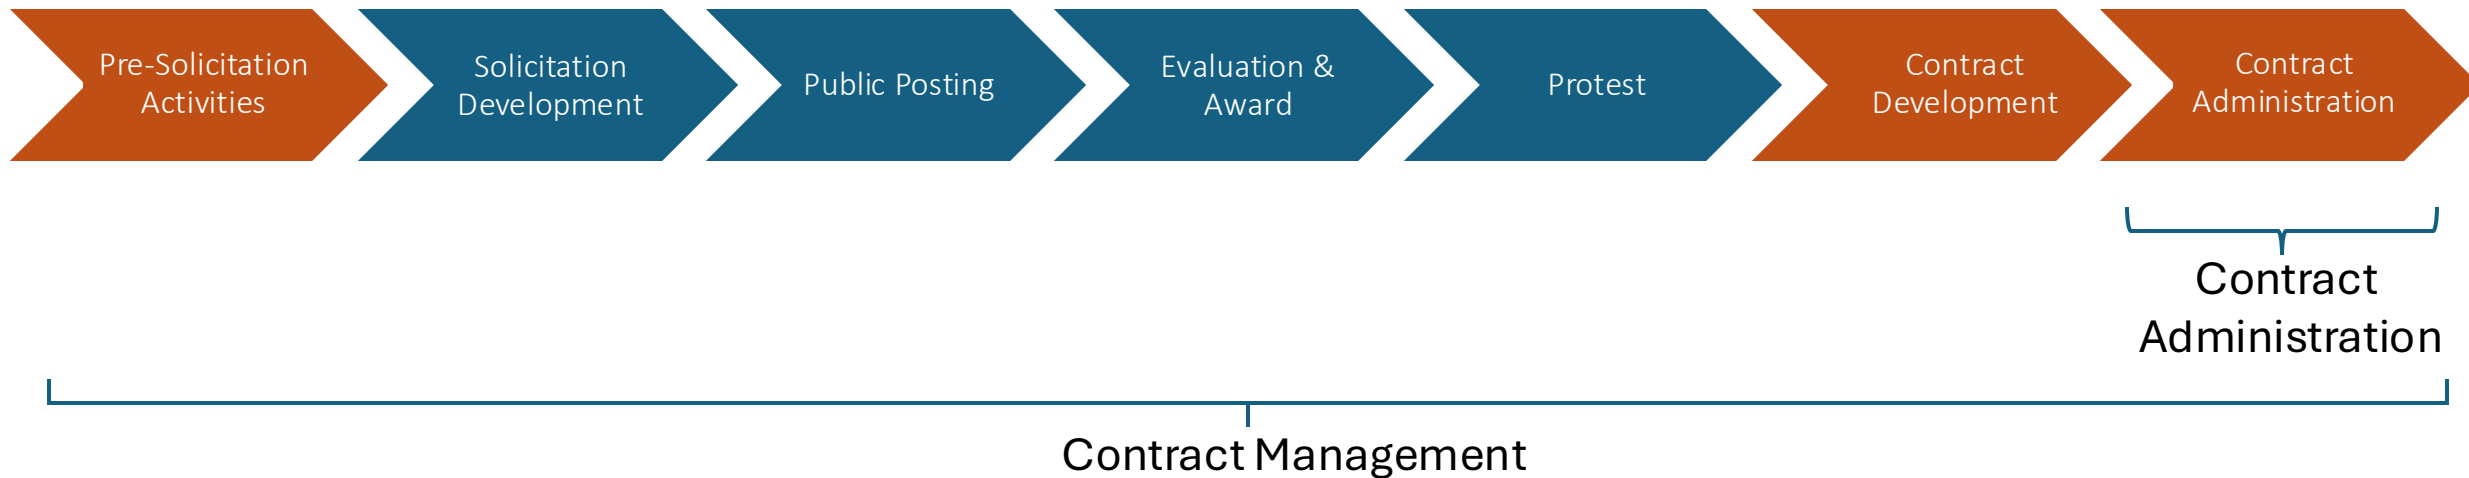 Pre-Solicitation
Activities
Solicitation
Development
Public Posting
Evaluation &
Award
Protest
Contract
Development
Contract
Administration
Contract
Administration
Contract Management